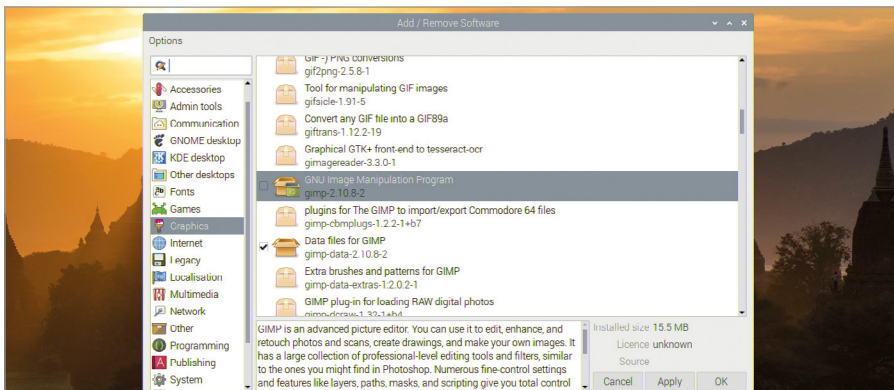 Add / Remove Software
Options
Accessories
Admin tools
Communication
GNOME desktop
KDE desktop
Other desktops
Fonts
Games
Graphics
Internet
Legacy
Localisation
Multimedia
Network
Other
Programming
Publishing
System
GIF -) PNG conversions
gif2png-2.5.8-1
Tool for manipulating GIF images
gifsicle-1.91-5
Convert any GIF file into a GIF89a
giftrans-1.12.2-19
Graphical GTK+ front-end to tesseract-ocr
gimagereader-3.3.0-1
GNU Image Manipulation Program
gimp-2.10.8-2
plugins for The GIMP to import/export Commodore 64 files
gimp-cbmplugs-1.2.2-1+b7
Data files for GIMP
gimp-data-2.10.8-2
Extra brushes and patterns for GIMP
gimp-data-extras-1:2.0.2-1
GIMP plug-in for loading RAW digital photos
gimp-dcraw-1.32-1+b4
GIMP is an advanced picture editor. You can use it to edit, enhance, and
retouch photos and scans, create drawings, and make your own images. It
has a large collection of professional-level editing tools and filters, similar
to the ones you might find in Photoshop. Numerous fine-control settings
and features like layers, paths, masks, and scripting give you total control
Installed size 15.5 MB
Licence unknown
Source
Cancel Apply OK